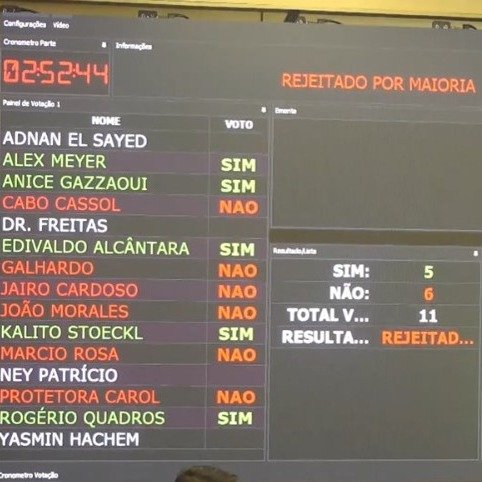 Configurações Vídeo
Cronometro Parte
Informações
02:52:44
REJEITADO POR MAIORIA
Painel de Votação 1
Ementa
NOME VOTO
ADNAN EL SAYED
ALEX MEYER SIM
ANICE GAZZAOUI SIM
CABO CASSOL NAO
DR. FREITAS
EDIVALDO ALCÂNTARA SIM
GALHARDO NAO
JAIRO CARDOSO NAO
JOÃO MORALES NAO
KALITO STOECKL SIM
MARCIO ROSA NAO
NEY PATRÍCIO
PROTETORA CAROL NAO
ROGÉRIO QUADROS SIM
YASMIN HACHEM
Resultado/Lista
SIM: 5
NÃO: 6
TOTAL V... 11
RESULTA... REJEITAD...
Cronometro Votação